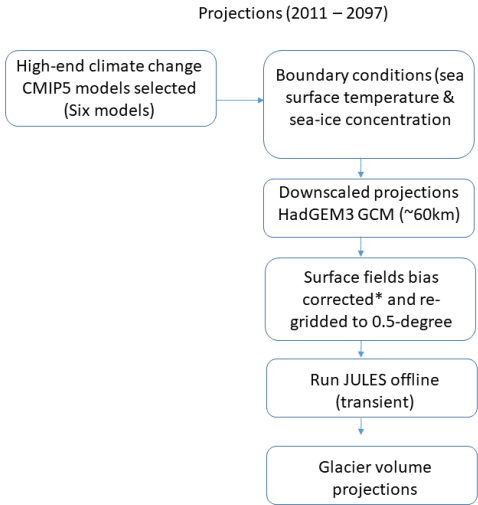 Projections (2011 – 2097)
High-end climate change
CMIP5 models selected
(Six models)
Boundary conditions (sea
surface temperature &
sea-ice concentration
Downscaled projections
HadGEM3 GCM (~60km)
Surface fields bias
corrected* and re-
gridded to 0.5-degree
Run JULES offline
(transient)
Glacier volume
projections